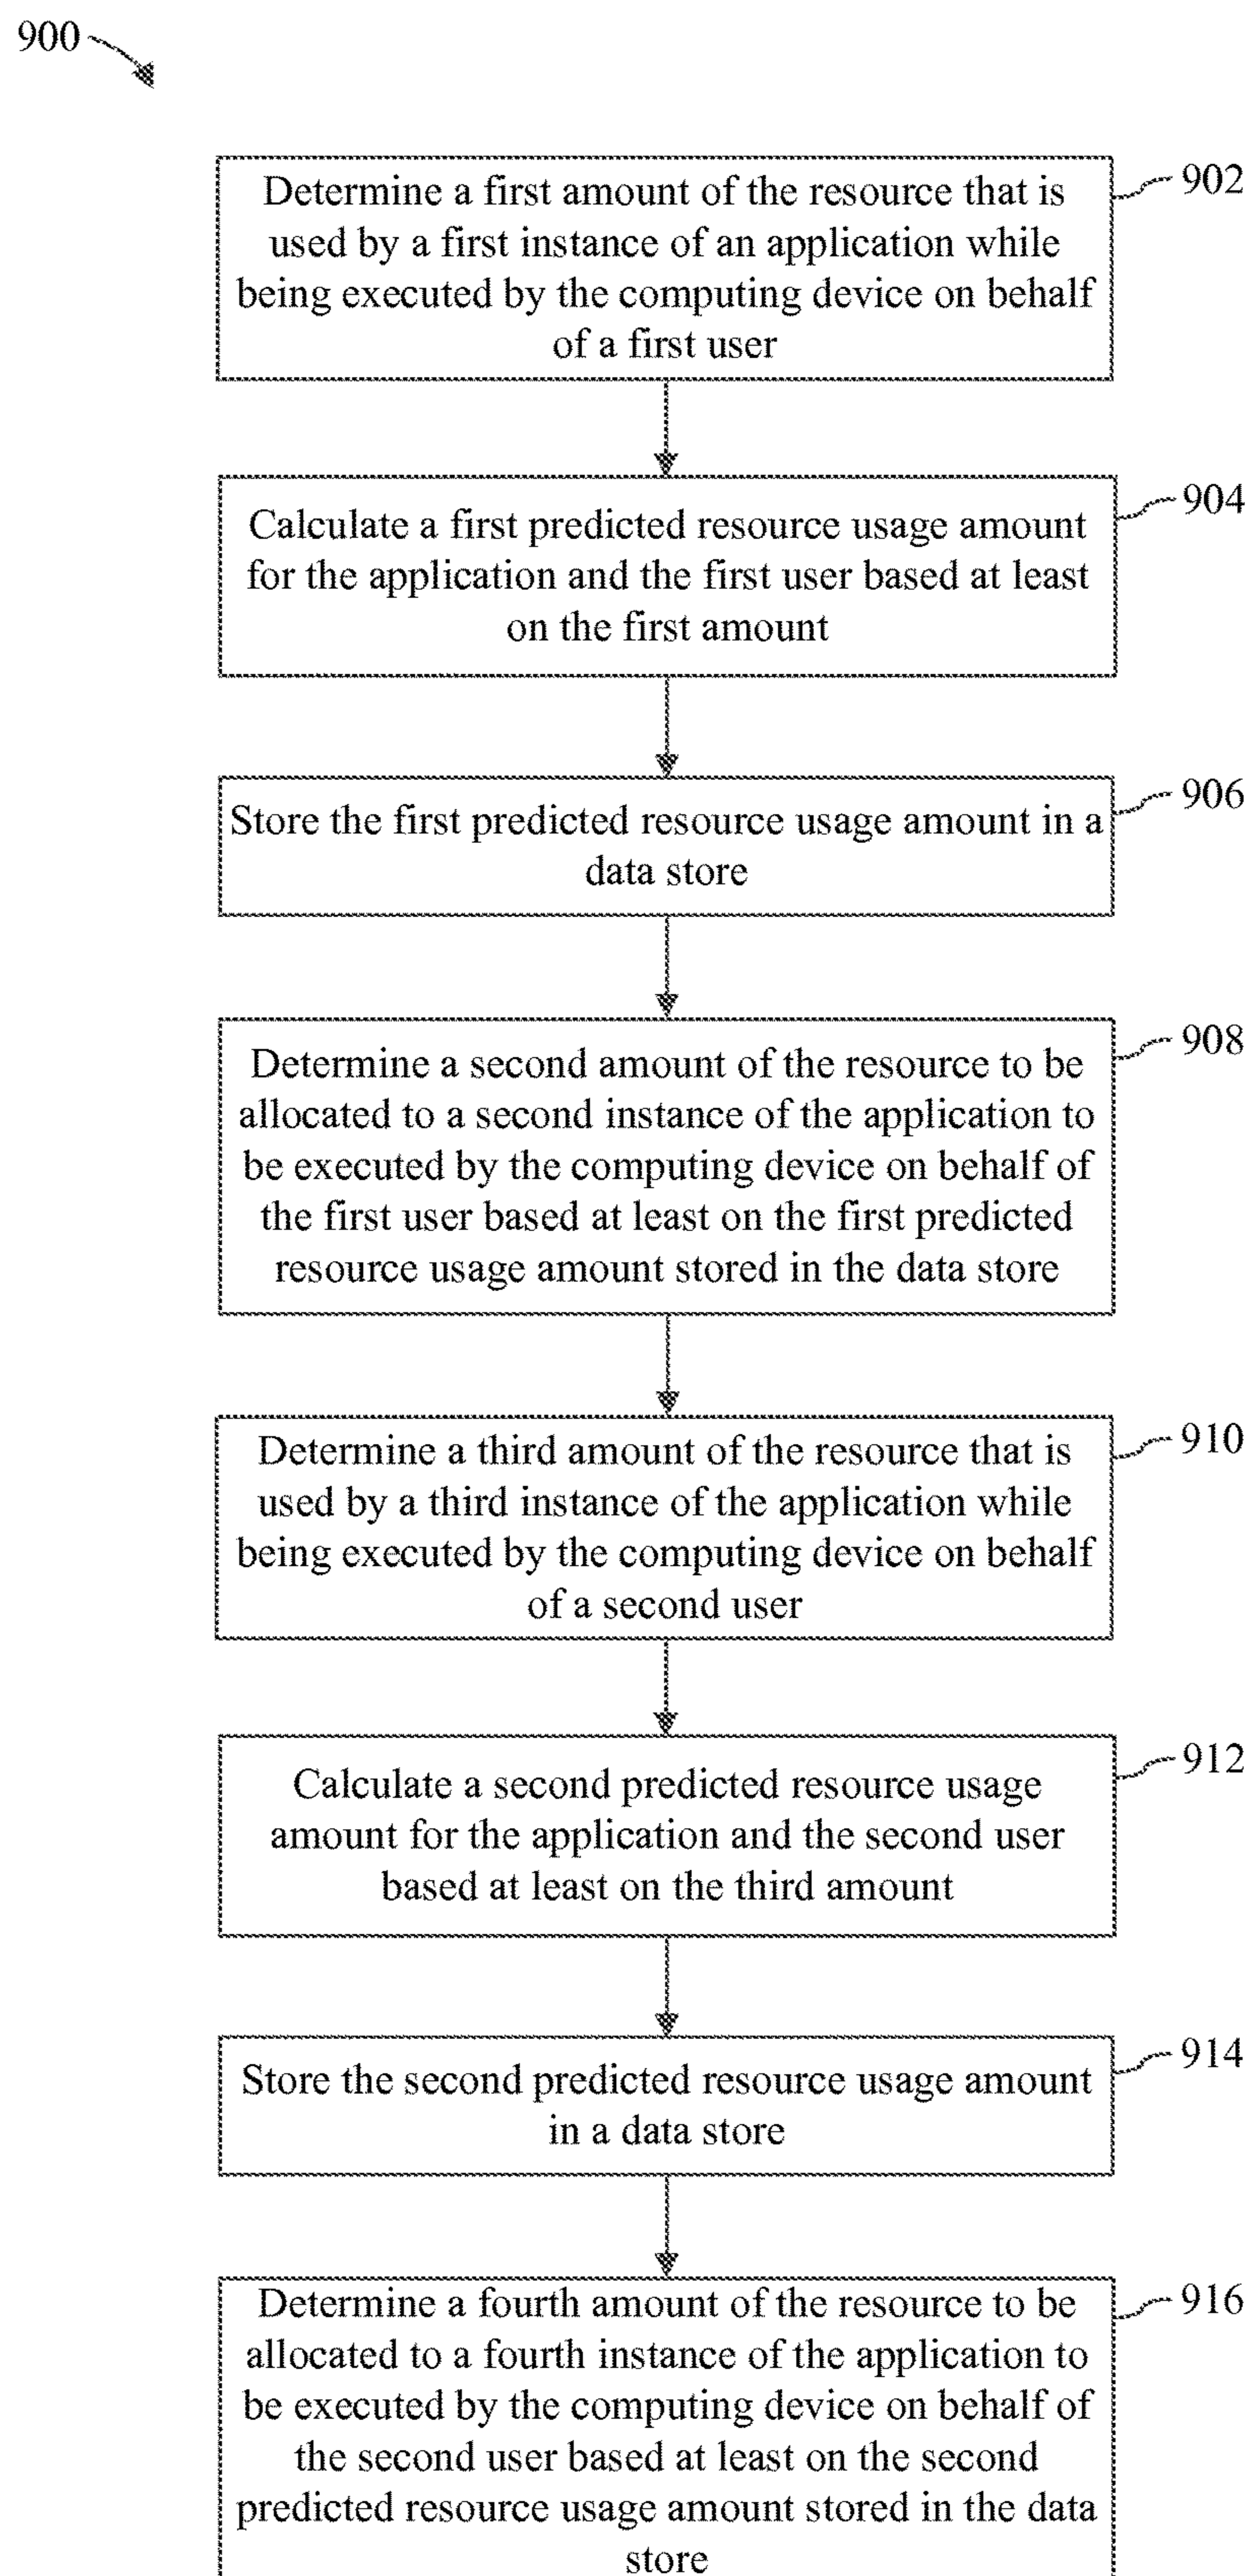 900
Determine a first amount of the resource that is
used by a first instance of an application while
being executed by the computing device on behalf
of a first user
902
Calculate a first predicted resource usage amount
for the application and the first user based at least
on the first amount
904
Store the first predicted resource usage amount in a
data store
906
Determine a second amount of the resource to be
allocated to a second instance of the application to
be executed by the computing device on behalf of
the first user based at least on the first predicted
resource usage amount stored in the data store
908
Determine a third amount of the resource that is
used by a third instance of the application while
being executed by the computing device on behalf
of a second user
910
Calculate a second predicted resource usage
amount for the application and the second user
based at least on the third amount
912
Store the second predicted resource usage amount
in a data store
914
Determine a fourth amount of the resource to be
allocated to a fourth instance of the application to
be executed by the computing device on behalf of
the second user based at least on the second
predicted resource usage amount stored in the data
store
916